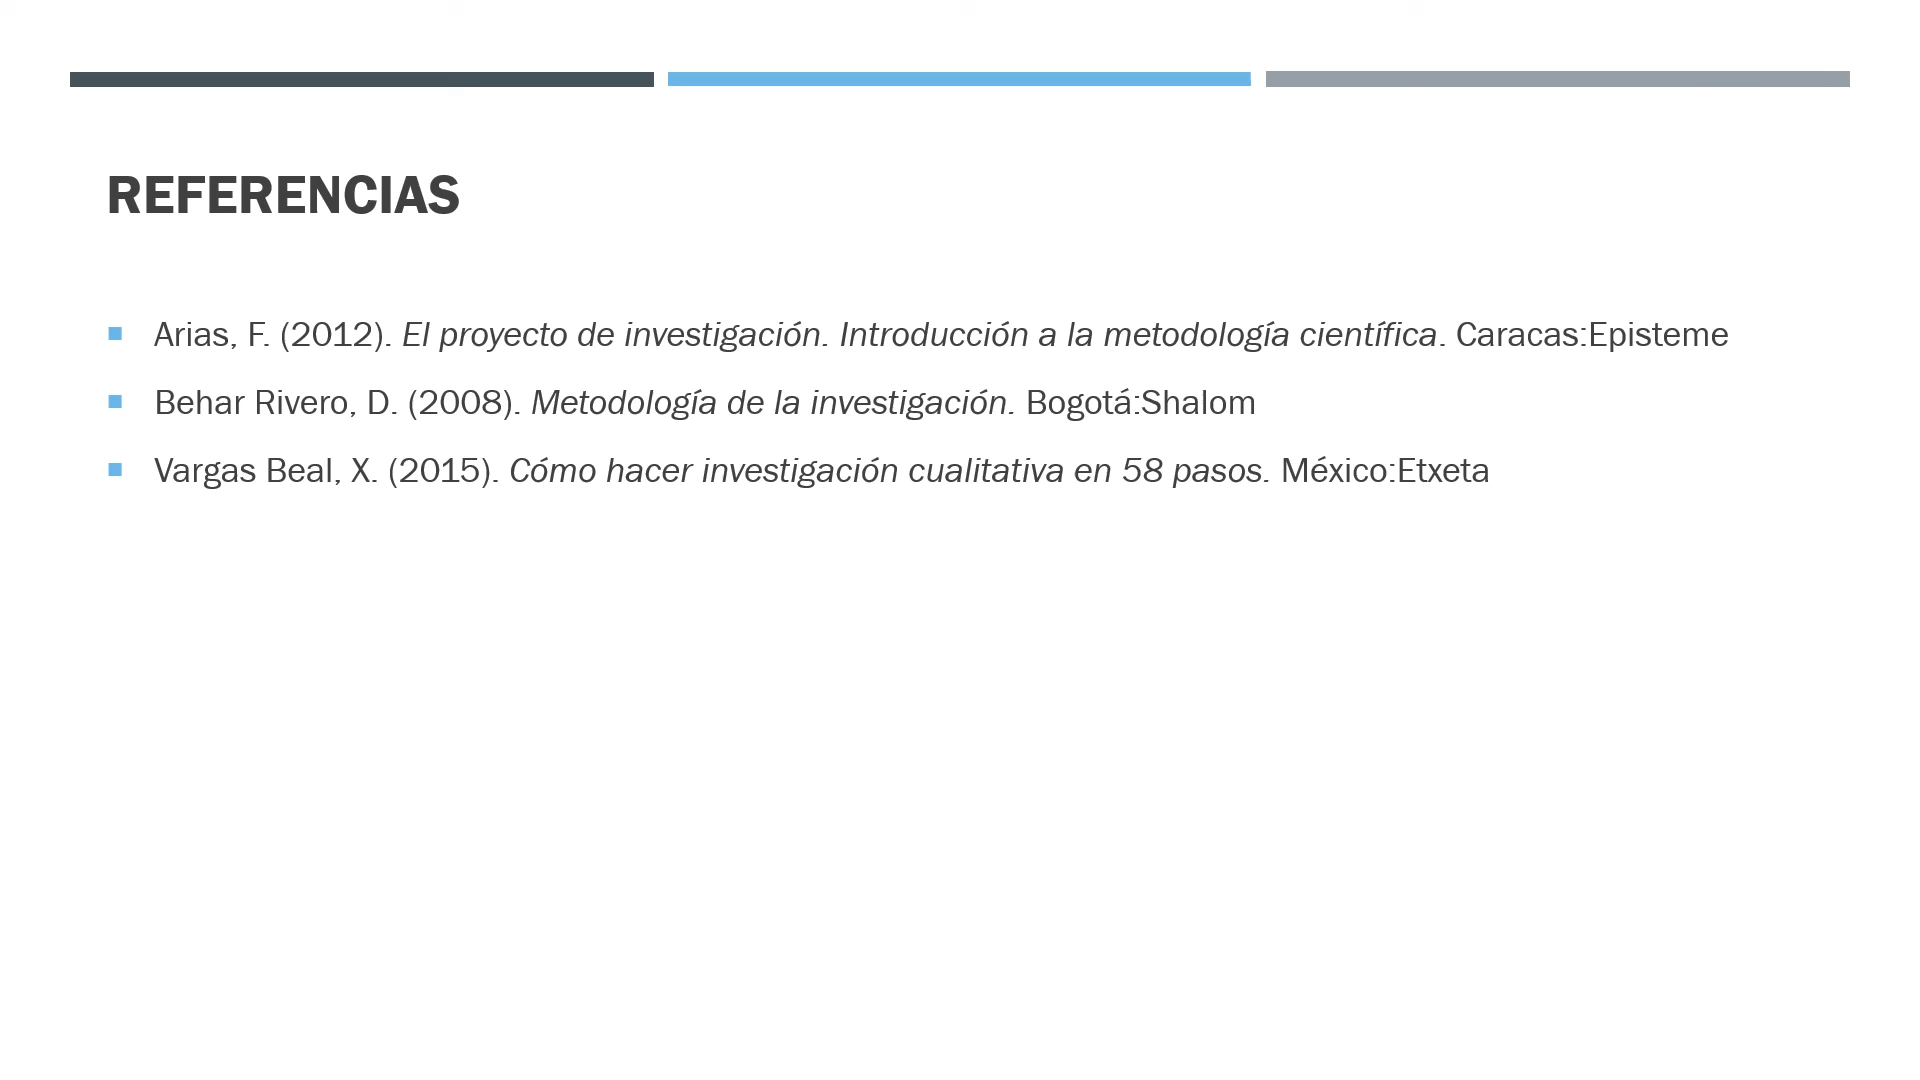 REFERENCIAS
Arias, F. (2012). El proyecto de investigación. Introducción a la metodología científica. Caracas:Episteme
Behar Rivero, D. (2008). Metodología de la investigación. Bogotá:Shalom
Vargas Beal, X. (2015). Cómo hacer investigación cualitativa en 58 pasos. México:Etxeta